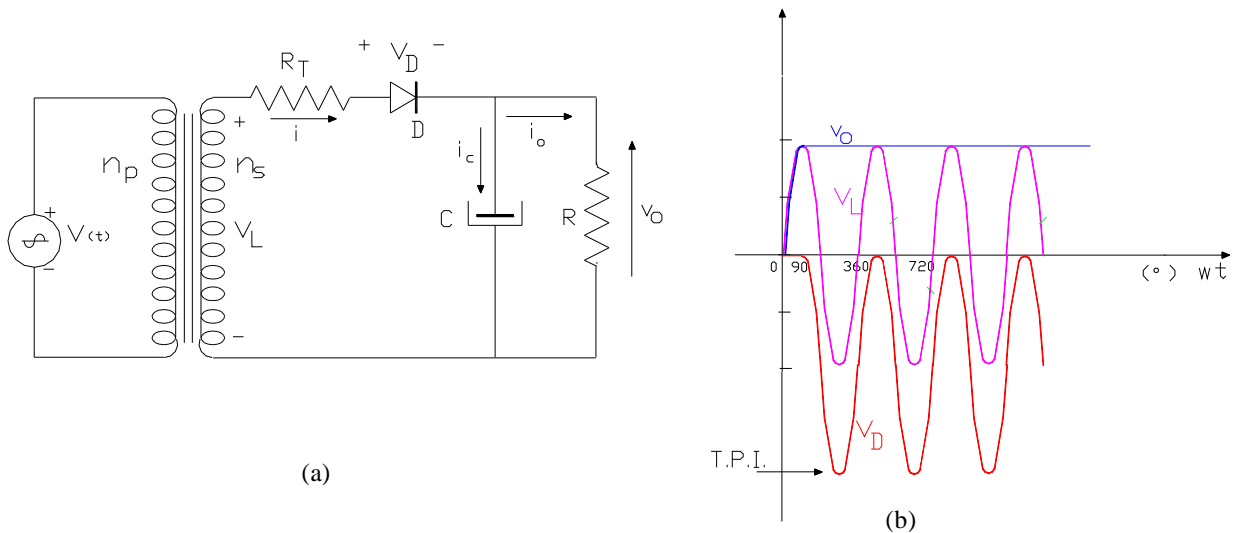 + V_D −
R_T
D
i
i_c
i_o
+
n_p
n_s
V(t)
+
−
V_L
C
R
v_o
−
(a)
v_o
V_L
0 90 360 720 (°) wt
V_D
T.P.I.
(b)